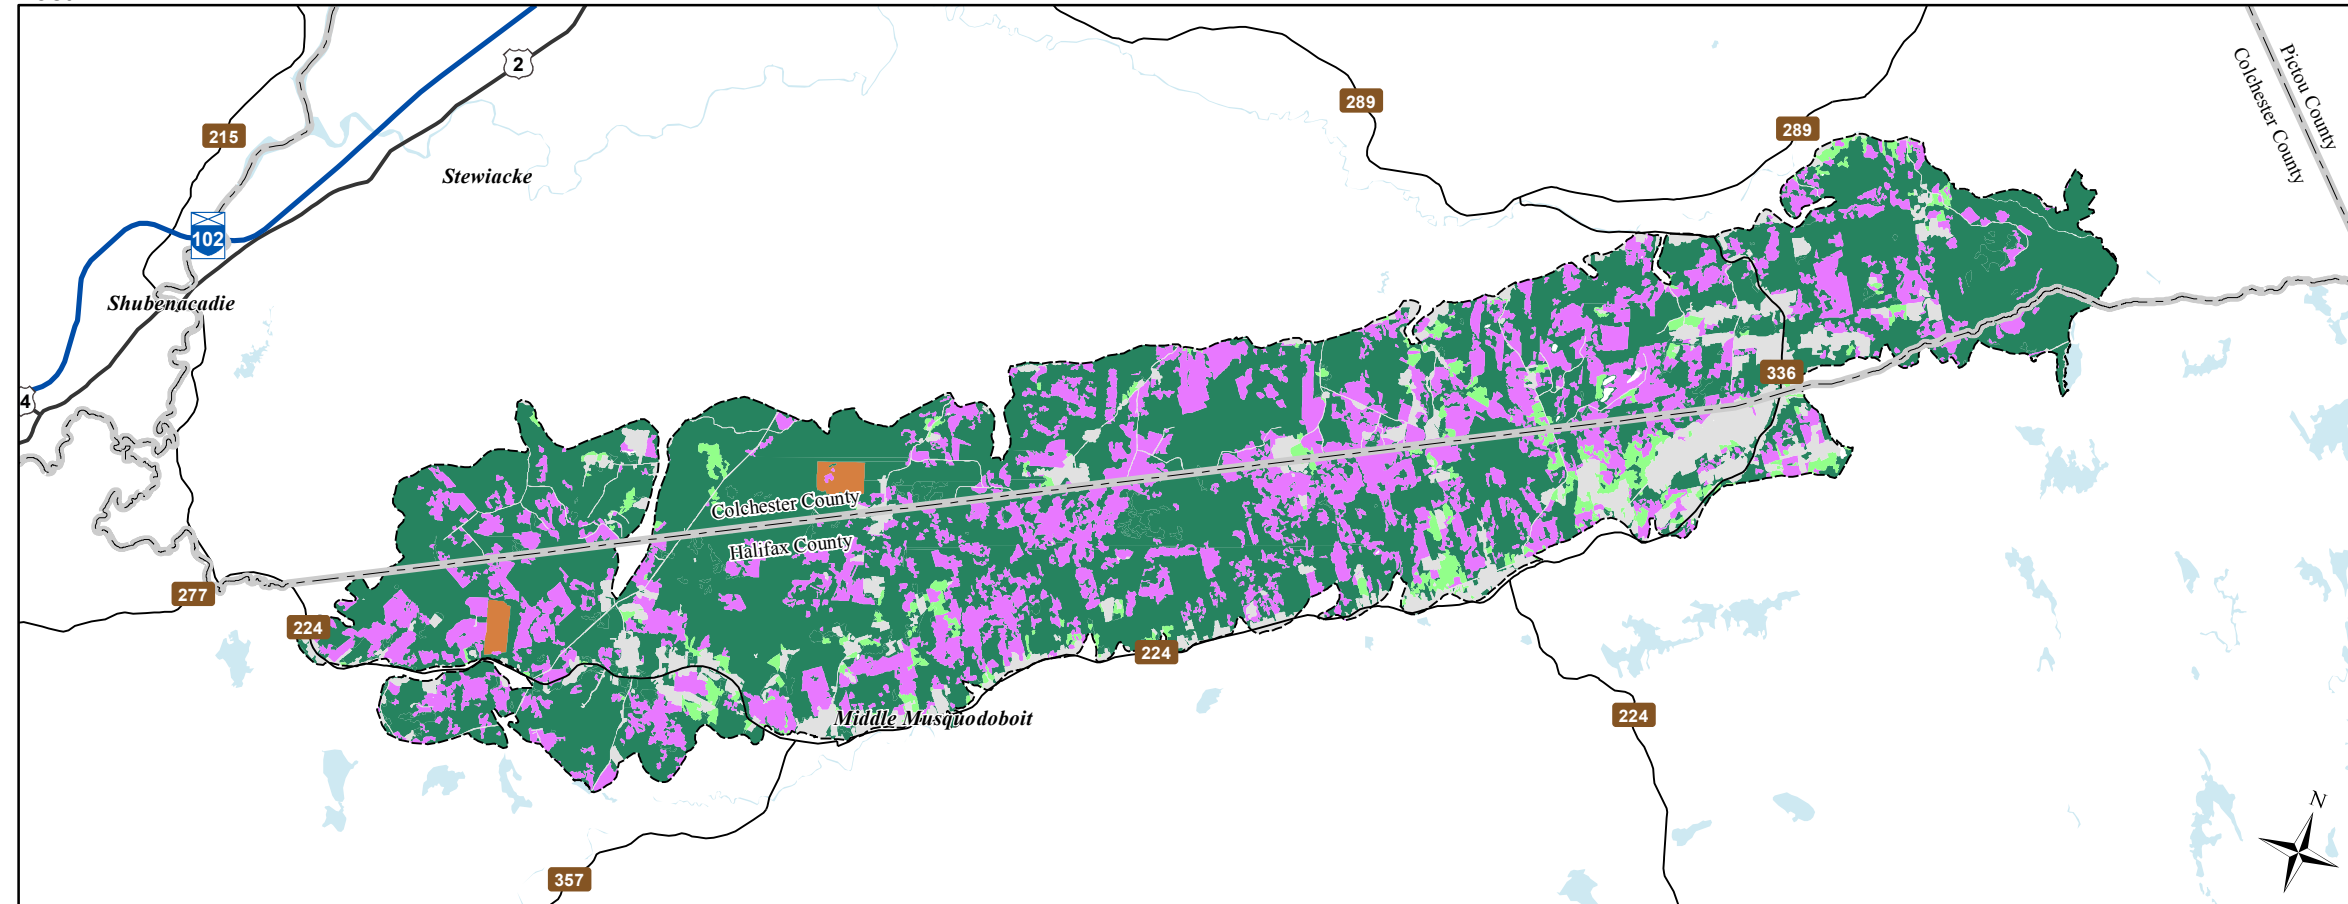 2
289
Pictou County
Colchester County
215
289
Stewiacke
102
Shubenacadie
336
4
Colchester County
Halifax County
277
224
224
Middle Musquodoboit
224
N
357